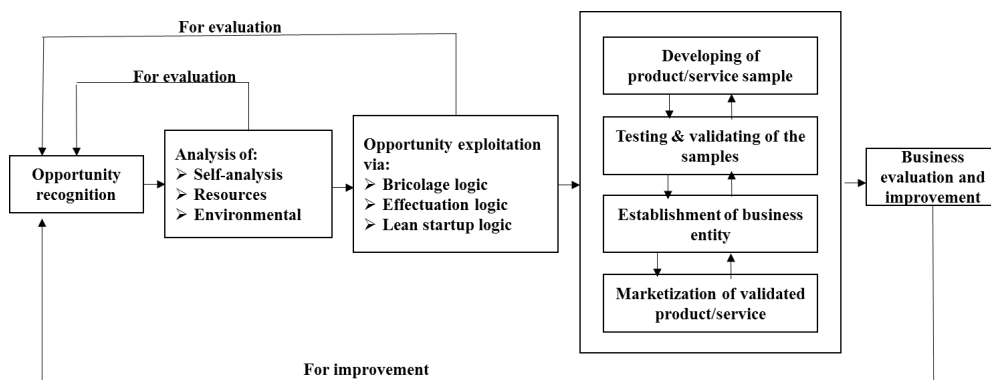 For evaluation
For evaluation
Opportunity
recognition
Analysis of:
➢ Self-analysis
➢ Resources
➢ Environmental
Opportunity exploitation
via:
➢ Bricolage logic
➢ Effectuation logic
➢ Lean startup logic
Developing of
product/service sample
Testing & validating of the
samples
Establishment of business
entity
Marketization of validated
product/service
Business
evaluation and
improvement
For improvement